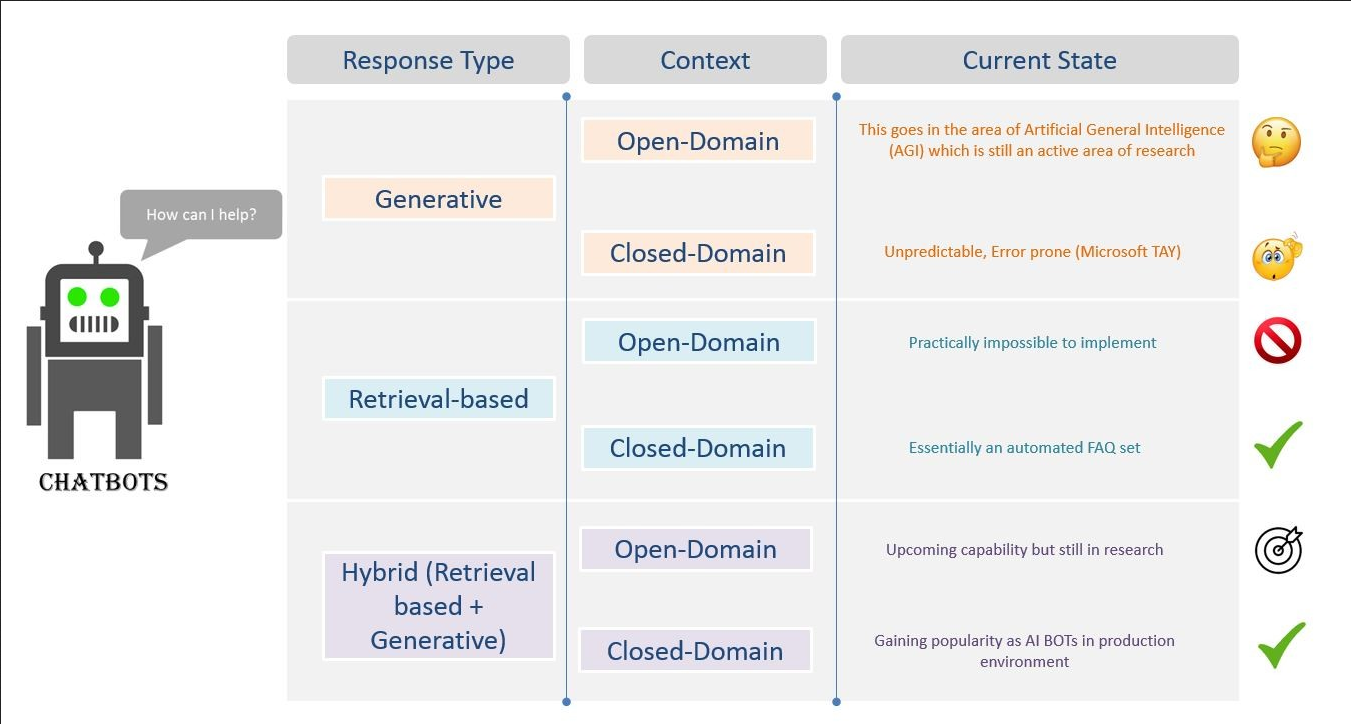 Response Type
Context
Current State
Open-Domain
This goes in the area of Artificial General Intelligence
(AGI) which is still an active area of research
Generative
How can I help?
Closed-Domain
Unpredictable, Error prone (Microsoft TAY)
Open-Domain
Practically impossible to implement
Retrieval-based
Closed-Domain
Essentially an automated FAQ set
CHATBOTS
Open-Domain
Upcoming capability but still in research
Hybrid (Retrieval
based +
Generative)
Closed-Domain
Gaining popularity as AI BOTs in production
environment